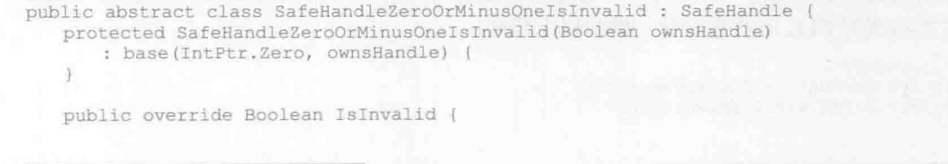 public abstract class SafeHandleZeroOrMinusOneIsInvalid : SafeHandle {
protected SafeHandleZeroOrMinusOneIsInvalid(Boolean ownsHandle)
: base(IntPtr.Zero, ownsHandle) {
}
public override Boolean IsInvalid {